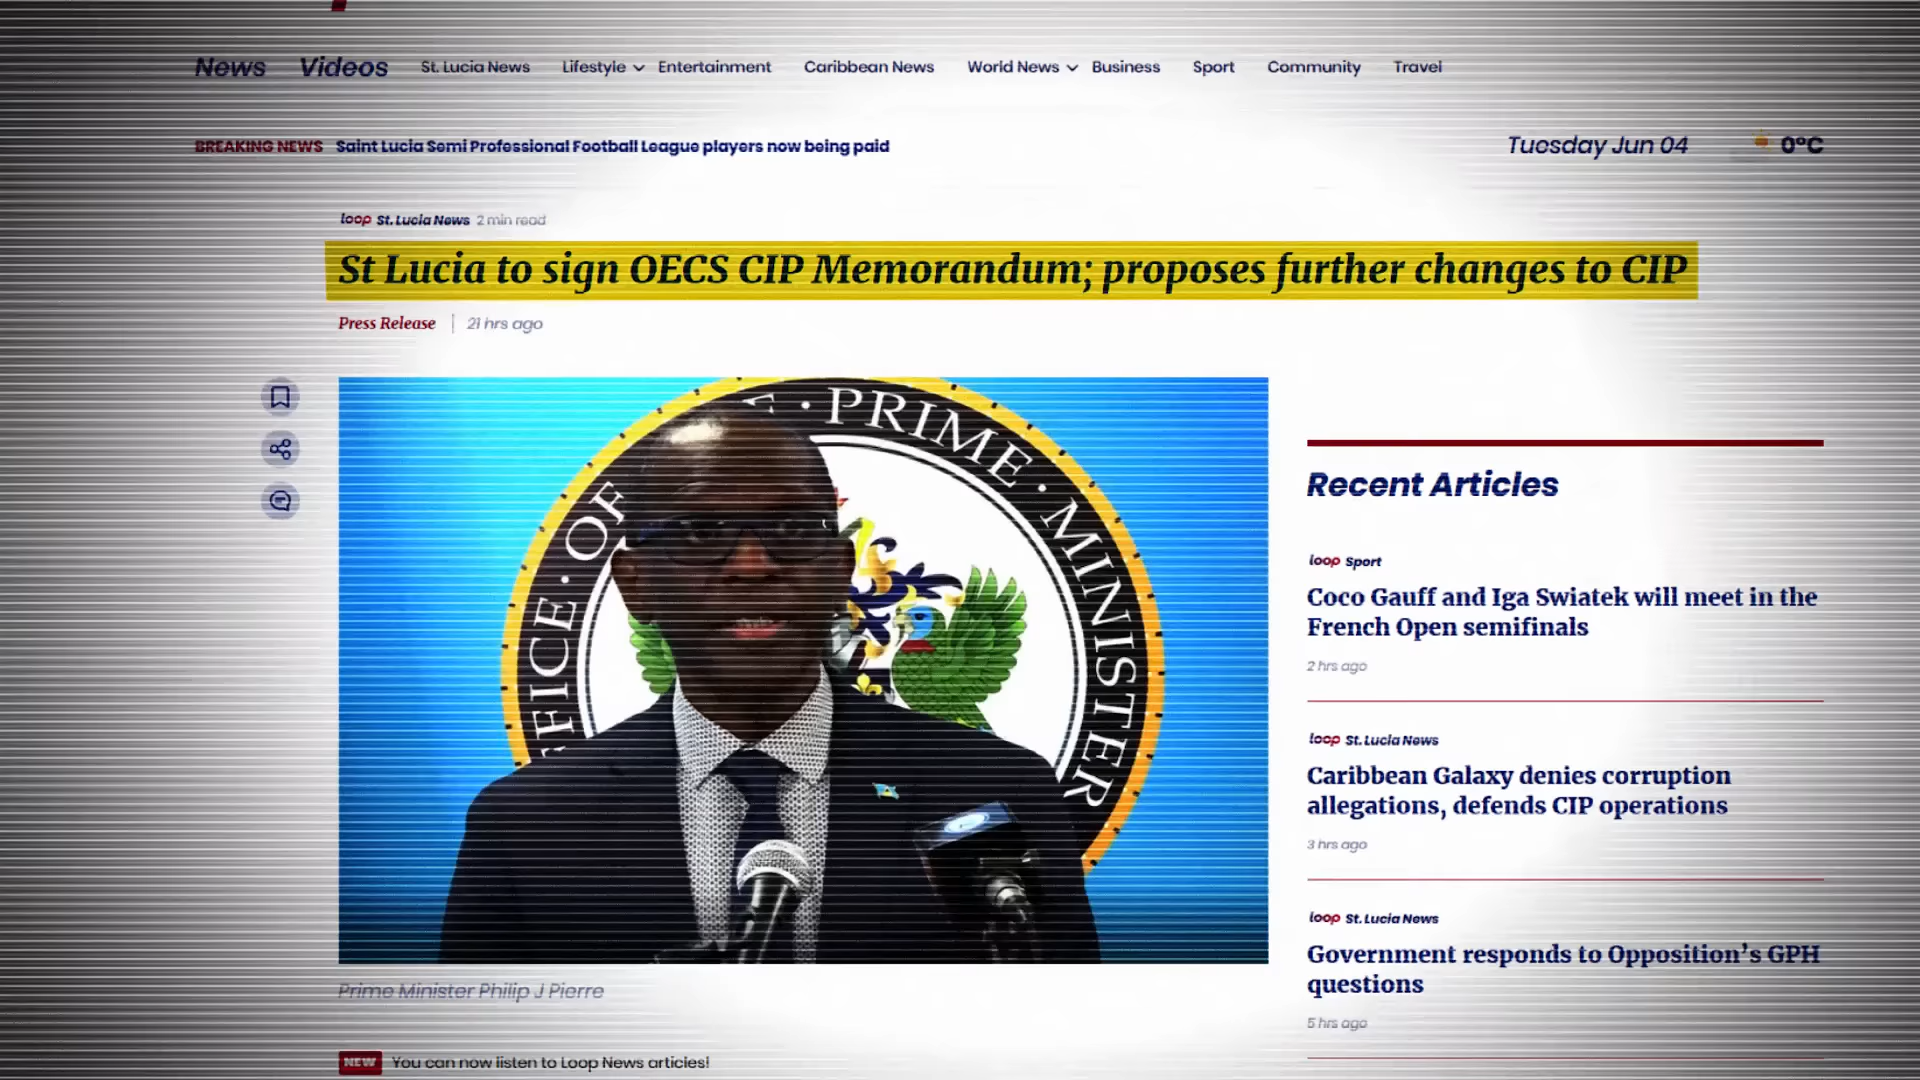 News Videos St. Lucia News Lifestyle Entertainment Caribbean News World News Business Sport Community Travel
BREAKING NEWS Saint Lucia Semi Professional Football League players now being paid
Tuesday Jun 04 0°C
loop St. Lucia News 2 min read
St Lucia to sign OECS CIP Memorandum; proposes further changes to CIP
Press Release 21 hrs ago
FICE · OF · PRIME · MINISTER
Prime Minister Philip J Pierre
NEW You can now listen to Loop News articles!
Recent Articles
loop Sport
Coco Gauff and Iga Swiatek will meet in the
French Open semifinals
2 hrs ago
loop St. Lucia News
Caribbean Galaxy denies corruption
allegations, defends CIP operations
3 hrs ago
loop St. Lucia News
Government responds to Opposition’s GPH
questions
5 hrs ago